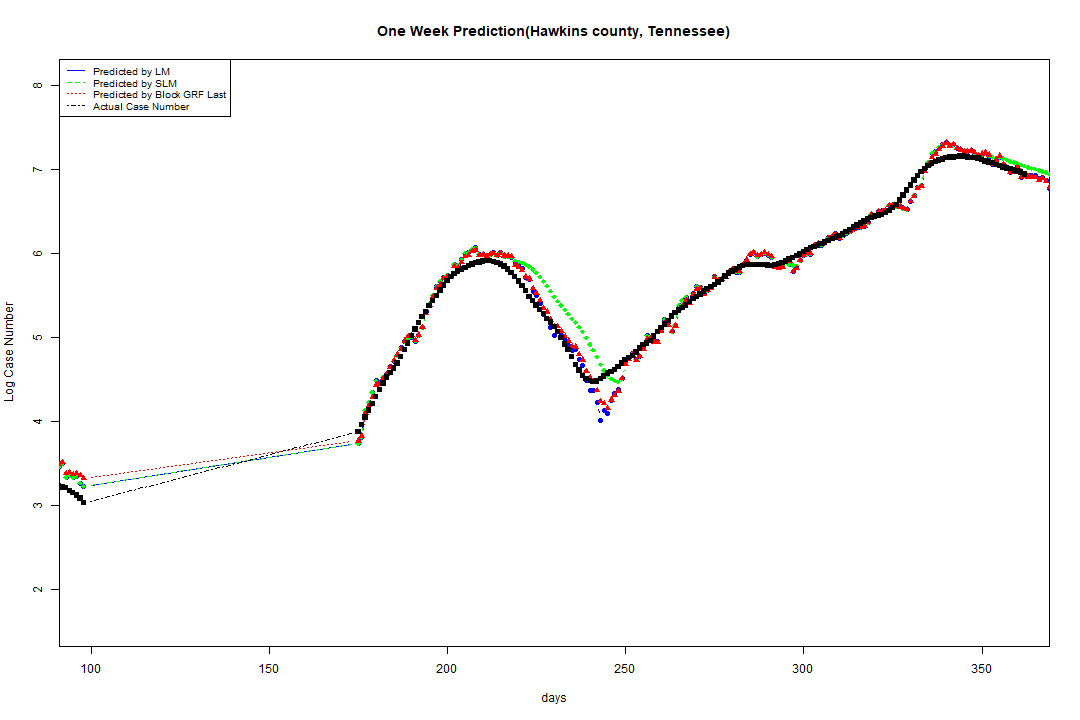 One Week Prediction(Hawkins county, Tennessee)
Predicted by LM
Predicted by SLM
Predicted by Block GRF Last
Actual Case Number
8
7
6
5
4
3
2
Log Case Number
100 150 200 250 300 350
days